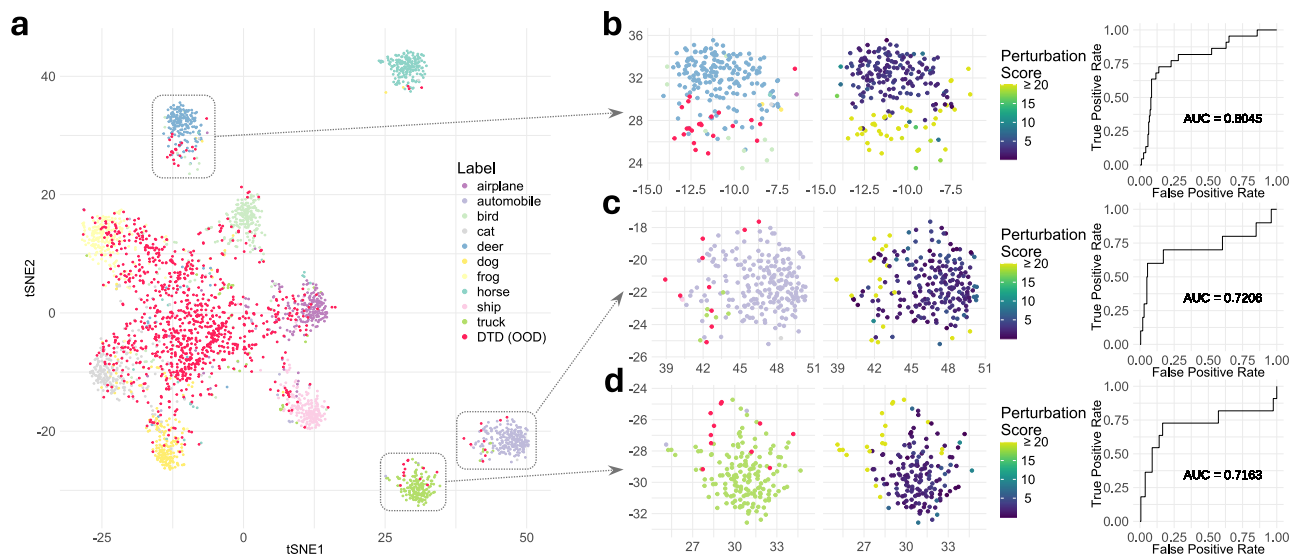 a
40
20
0
-20
-25
0
25
50
tSNE1
tSNE2
Label
airplane
automobile
bird
cat
deer
dog
frog
horse
ship
truck
DTD (OOD)
b
36
32
28
24
-15.0 -12.5 -10.0 -7.5 -15.0 -12.5 -10.0 -7.5
Perturbation
Score
≥ 20
15
10
5
True Positive Rate
1.00
0.75
0.50
0.25
0.00
AUC = 0.8045
0.00 0.25 0.50 0.75 1.00
False Positive Rate
c
-18
-20
-22
-24
-26
39 42 45 48 51 39 42 45 48 51
Perturbation
Score
≥ 20
15
10
5
True Positive Rate
1.00
0.75
0.50
0.25
0.00
AUC = 0.7206
0.00 0.25 0.50 0.75 1.00
False Positive Rate
d
-24
-26
-28
-30
-32
27 30 33 27 30 33
Perturbation
Score
≥ 20
15
10
5
True Positive Rate
1.00
0.75
0.50
0.25
0.00
AUC = 0.7163
0.00 0.25 0.50 0.75 1.00
False Positive Rate